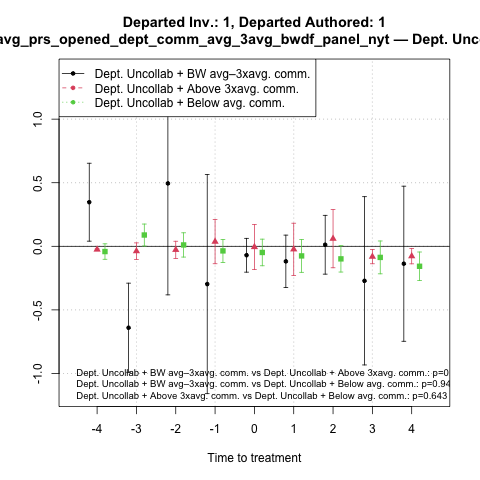 Departed Inv.: 1, Departed Authored: 1
avg_prs_opened_dept_comm_avg_3avg_bwdf_panel_nyt — Dept. Unco
Dept. Uncollab + BW avg–3xavg. comm.
Dept. Uncollab + Above 3xavg. comm.
Dept. Uncollab + Below avg. comm.
1.0
0.5
0.0
-0.5
-1.0
Dept. Uncollab + BW avg–3xavg. comm. vs Dept. Uncollab + Above 3xavg. comm.: p=0
Dept. Uncollab + BW avg–3xavg. comm. vs Dept. Uncollab + Below avg. comm.: p=0.94
Dept. Uncollab + Above 3xavg. comm. vs Dept. Uncollab + Below avg. comm.: p=0.643
-4 -3 -2 -1 0 1 2 3 4
Time to treatment